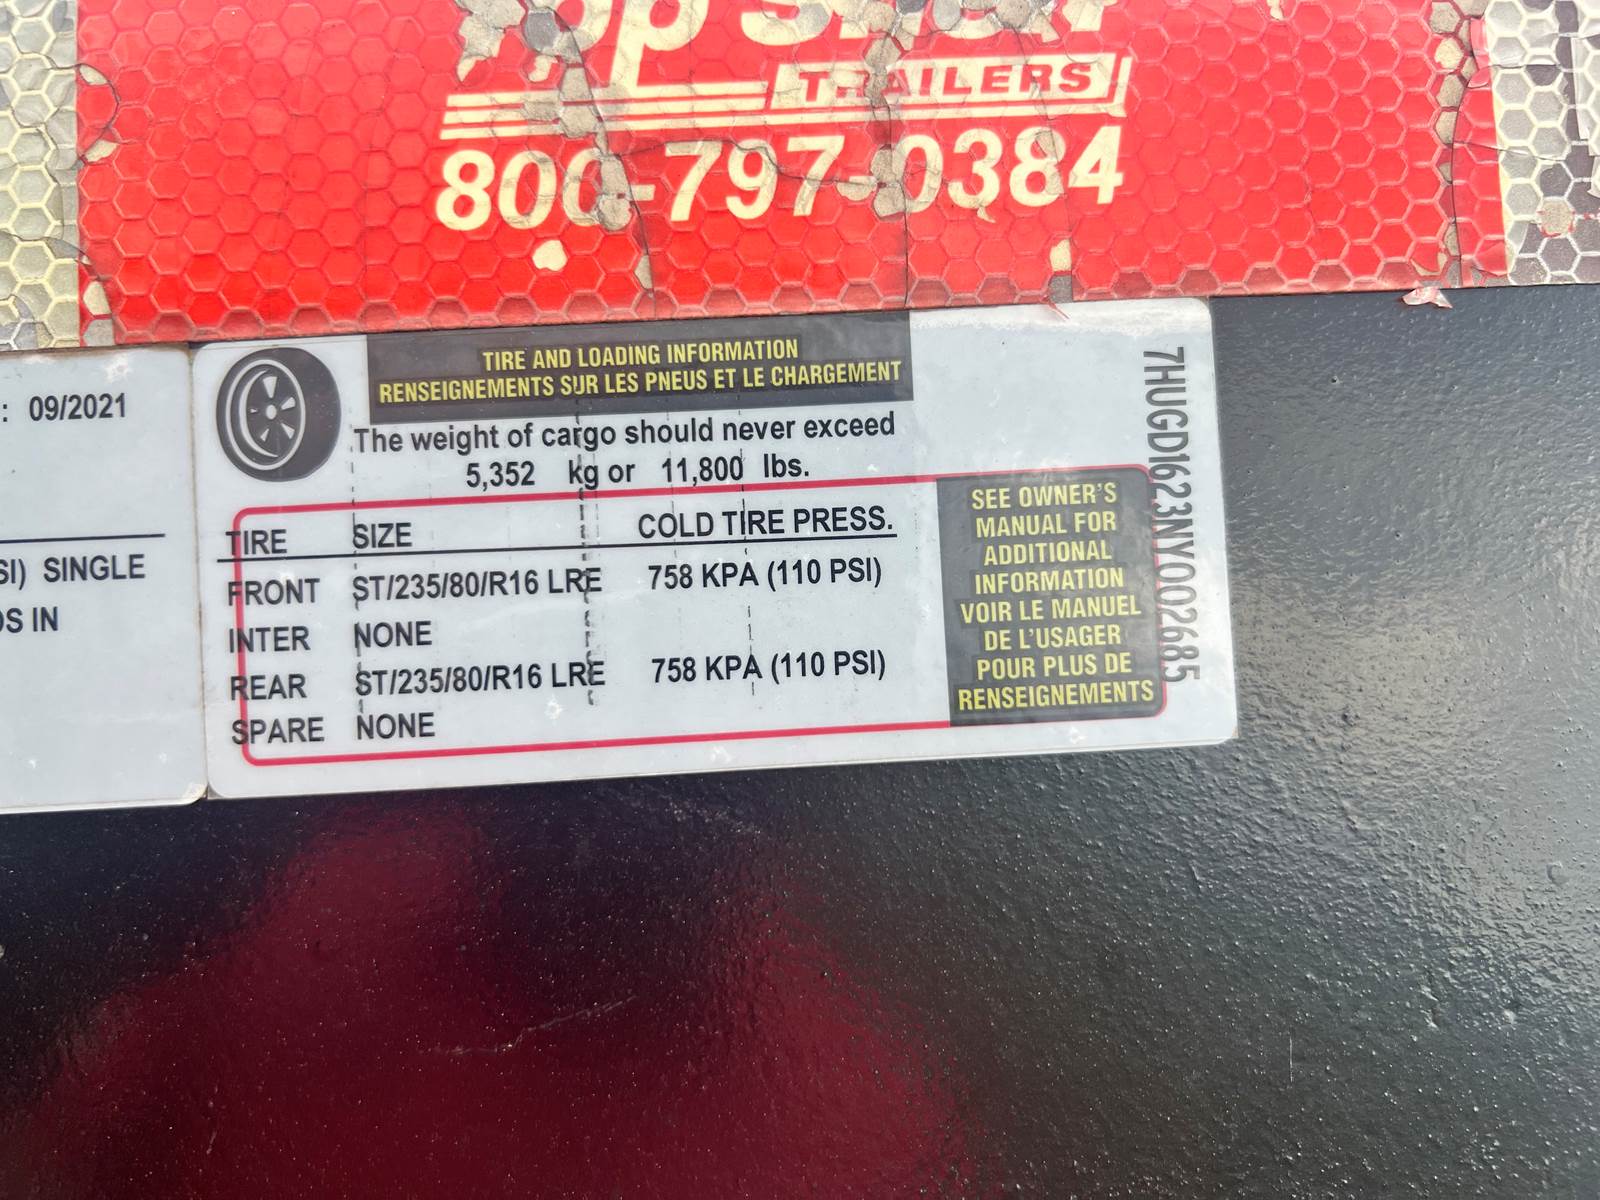 TRAILERS
800-797-0384
: 09/2021
SI) SINGLE
DS IN
TIRE AND LOADING INFORMATION
RENSEIGNEMENTS SUR LES PNEUS ET LE CHARGEMENT
The weight of cargo should never exceed
5,352 kg or 11,800 lbs.
TIRE SIZE COLD TIRE PRESS.
FRONT ST/235/80/R16 LRE 758 KPA (110 PSI)
INTER NONE
REAR ST/235/80/R16 LRE 758 KPA (110 PSI)
SPARE NONE
SEE OWNER'S
MANUAL FOR
ADDITIONAL
INFORMATION
VOIR LE MANUEL
DE L'USAGER
POUR PLUS DE
RENSEIGNEMENTS
7HUGD1623NY002685